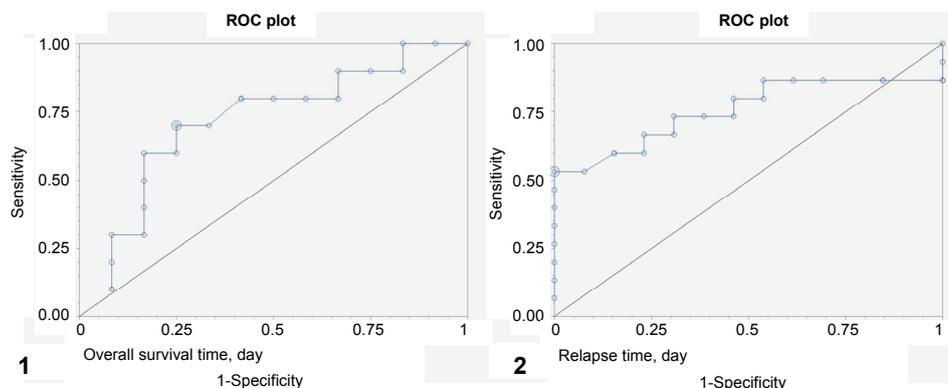 ROC plot
1.00
0.75
0.50
0.25
0.00
Sensitivity
0
0.25
0.5
0.75
1
Overall survival time, day
1-Specificity
1
ROC plot
1.00
0.75
0.50
0.25
0.00
Sensitivity
0
0.25
0.5
0.75
1
Relapse time, day
1-Specificity
2